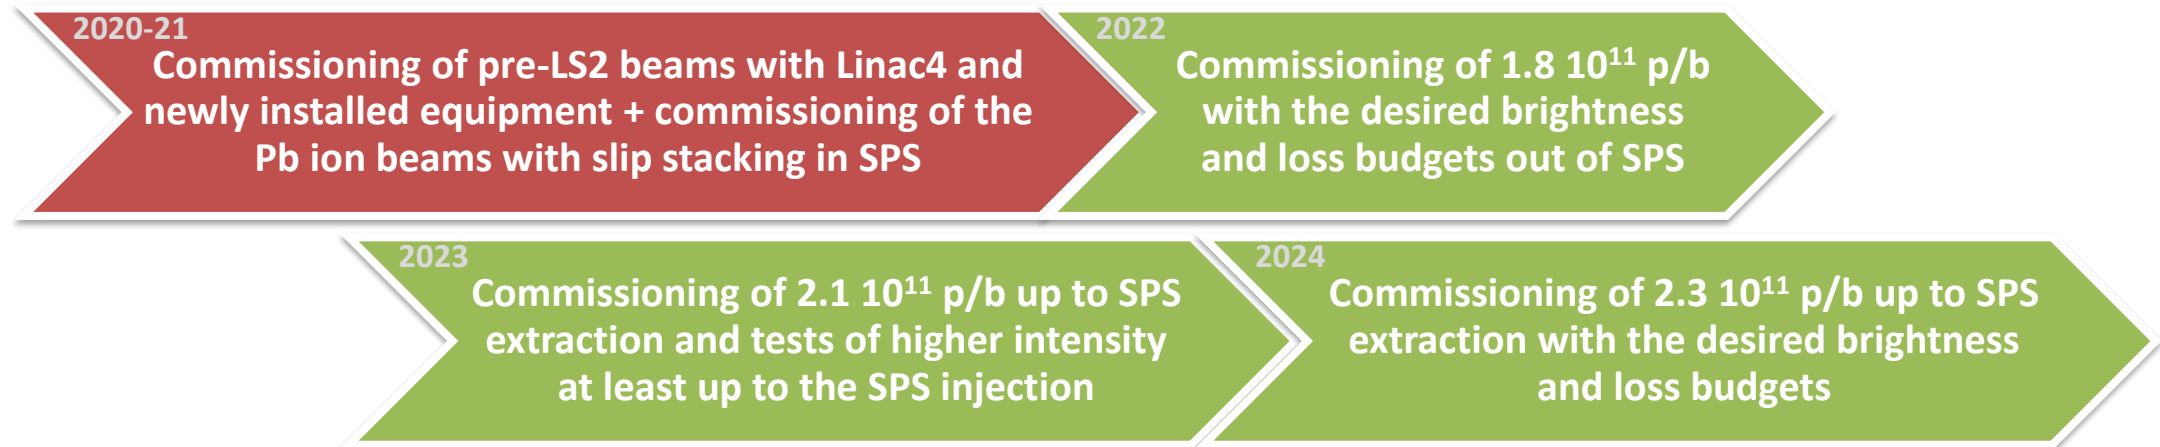 2020-21
Commissioning of pre-LS2 beams with Linac4 and
newly installed equipment + commissioning of the
Pb ion beams with slip stacking in SPS
2022
Commissioning of 1.8 10¹¹ p/b
with the desired brightness
and loss budgets out of SPS
2023
Commissioning of 2.1 10¹¹ p/b up to SPS
extraction and tests of higher intensity
at least up to the SPS injection
2024
Commissioning of 2.3 10¹¹ p/b up to SPS
extraction with the desired brightness
and loss budgets